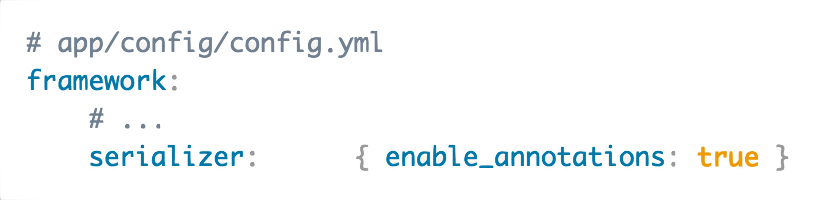 # app/config/config.yml
framework:
    # ...
    serializer:      { enable_annotations: true }